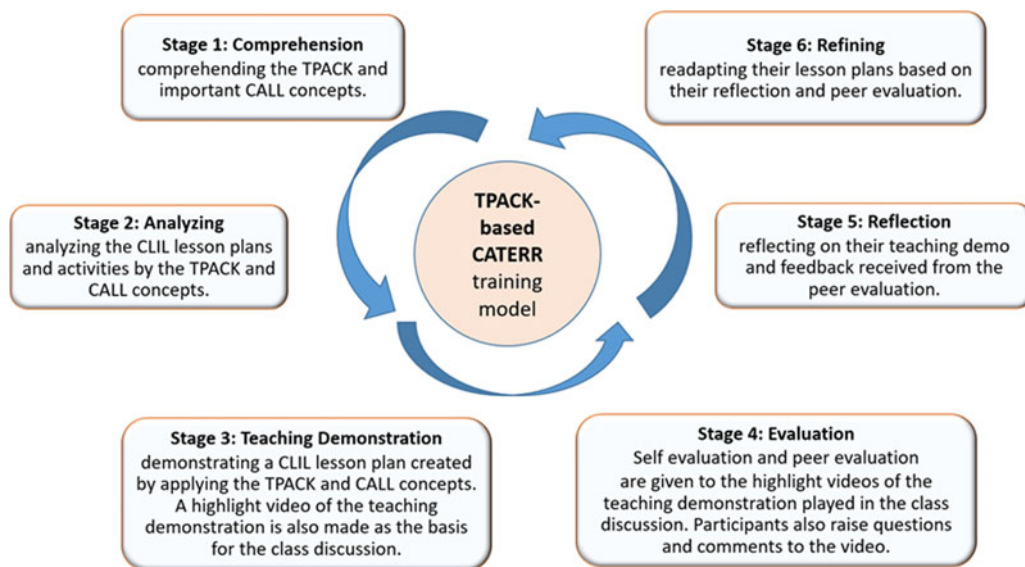 Stage 1: Comprehension
comprehending the TPACK and
important CALL concepts.
Stage 6: Refining
readapting their lesson plans based on
their reflection and peer evaluation.
TPACK-
based
CATERR
training
model
Stage 2: Analyzing
analyzing the CLIL lesson plans
and activities by the TPACK and
CALL concepts.
Stage 5: Reflection
reflecting on their teaching demo
and feedback received from the
peer evaluation.
Stage 3: Teaching Demonstration
demonstrating a CLIL lesson plan created
by applying the TPACK and CALL concepts.
A highlight video of the teaching
demonstration is also made as the basis
for the class discussion.
Stage 4: Evaluation
Self evaluation and peer evaluation
are given to the highlight videos of the
teaching demonstration played in the class
discussion. Participants also raise questions
and comments to the video.